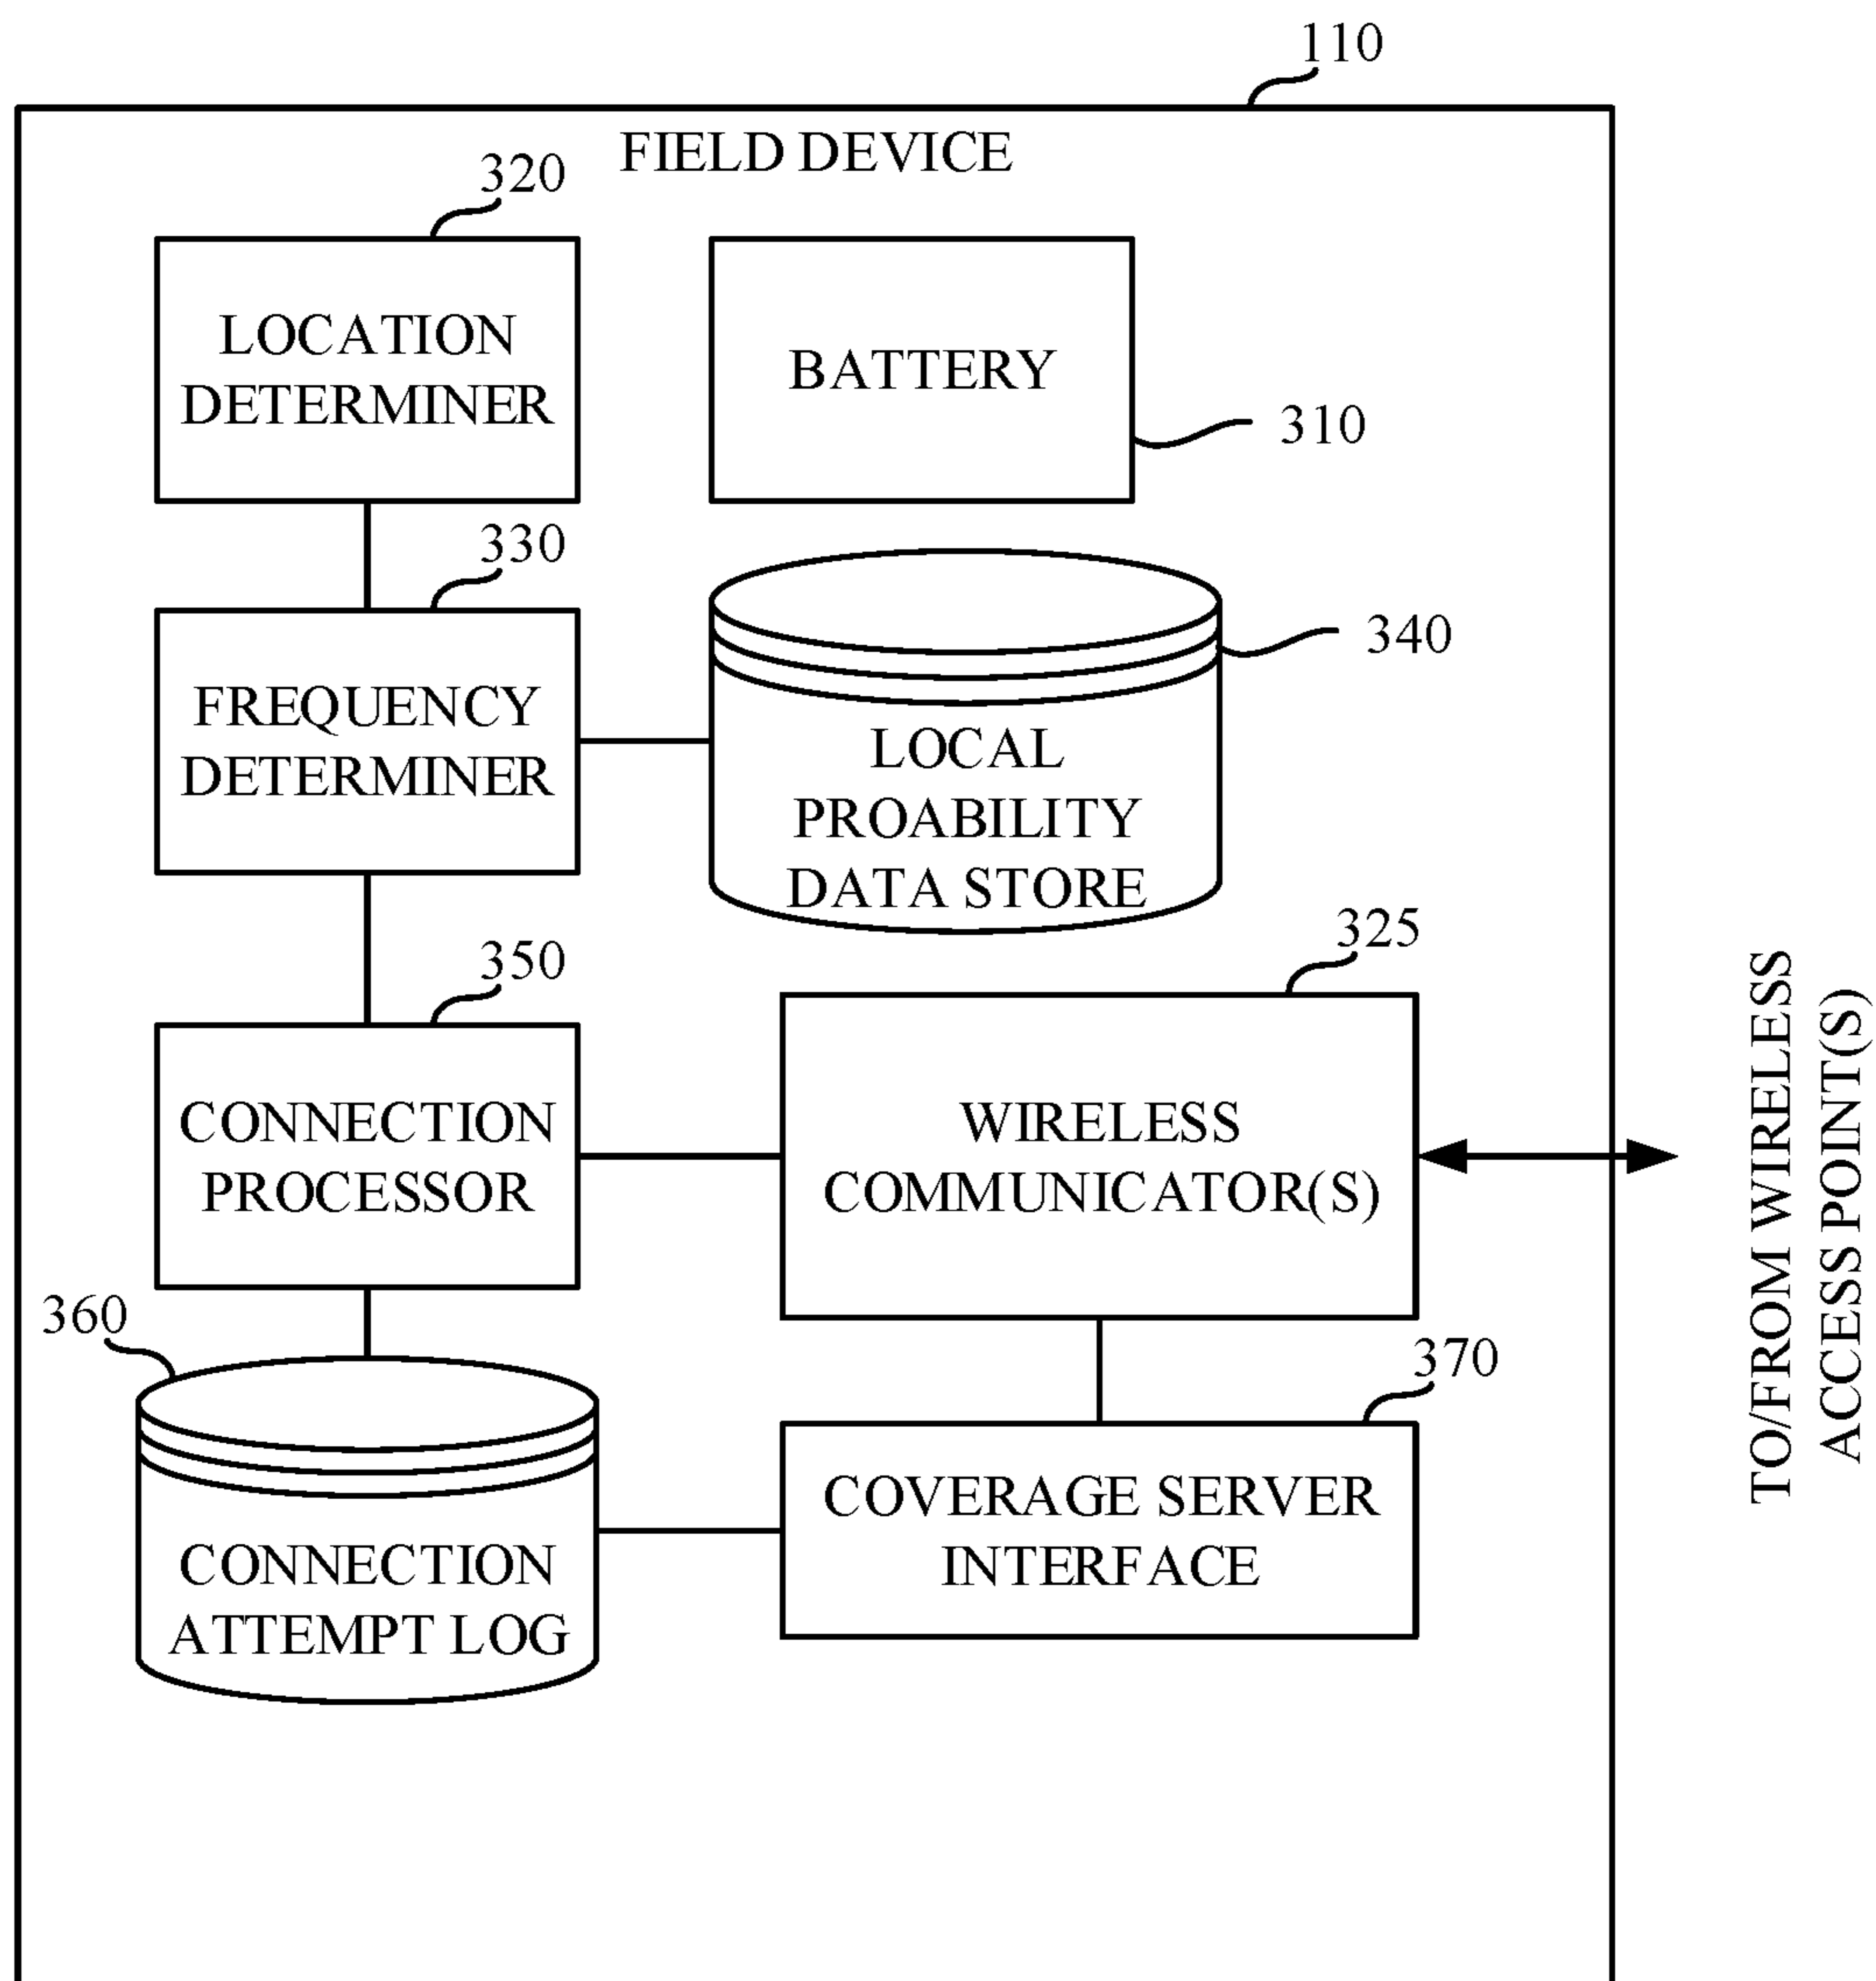 110
FIELD DEVICE
320
LOCATION
DETERMINER
BATTERY
310
330
FREQUENCY
DETERMINER
340
LOCAL
PROABILITY
DATA STORE
350
CONNECTION
PROCESSOR
325
WIRELESS
COMMUNICATOR(S)
TO/FROM WIRELESS
ACCESS POINT(S)
360
CONNECTION
ATTEMPT LOG
370
COVERAGE SERVER
INTERFACE